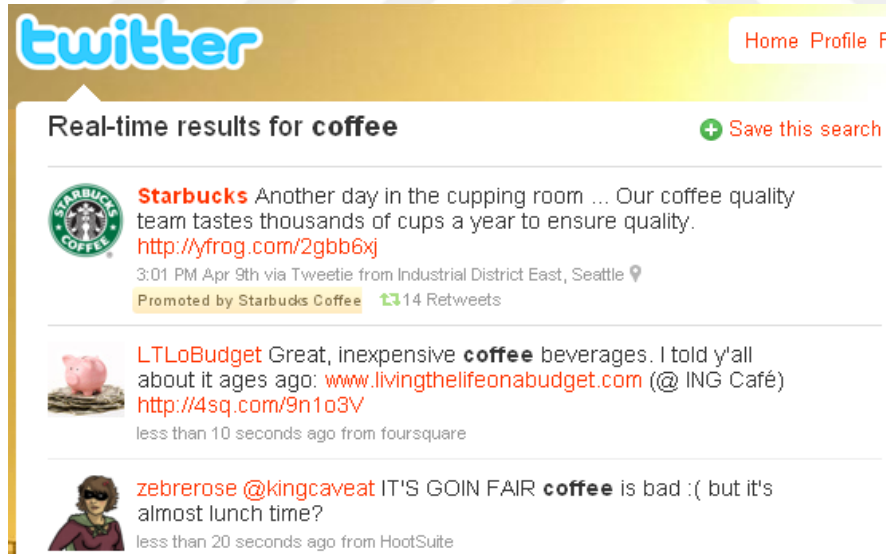 twitter
Home Profile F
Real-time results for coffee
Save this search
STARBUCKS COFFEE
Starbucks Another day in the cupping room ... Our coffee quality
team tastes thousands of cups a year to ensure quality.
http://yfrog.com/2gbb6xj
3:01 PM Apr 9th via Tweetie from Industrial District East, Seattle
Promoted by Starbucks Coffee 14 Retweets
LTLoBudget Great, inexpensive coffee beverages. I told y'all
about it ages ago: www.livingthelifeonabudget.com (@ ING Café)
http://4sq.com/9n1o3V
less than 10 seconds ago from foursquare
zebrerose @kingcaveat IT'S GOIN FAIR coffee is bad :( but it's
almost lunch time?
less than 20 seconds ago from HootSuite